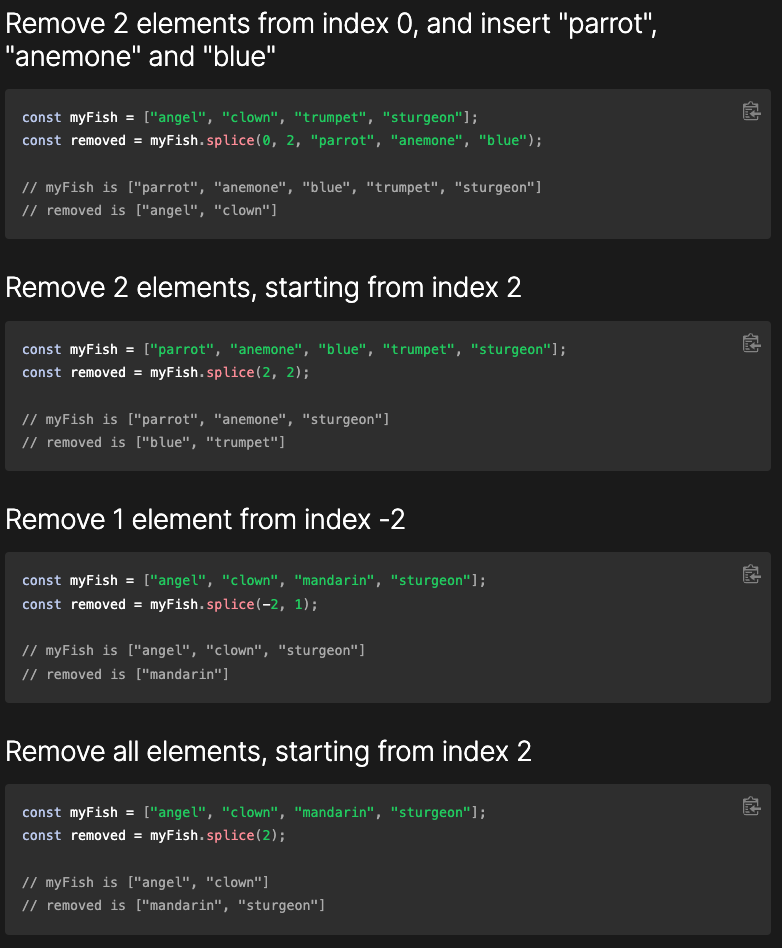 Remove 2 elements from index 0, and insert "parrot",
"anemone" and "blue"
const myFish = ["angel", "clown", "trumpet", "sturgeon"];
const removed = myFish.splice(0, 2, "parrot", "anemone", "blue");
// myFish is ["parrot", "anemone", "blue", "trumpet", "sturgeon"]
// removed is ["angel", "clown"]
Remove 2 elements, starting from index 2
const myFish = ["parrot", "anemone", "blue", "trumpet", "sturgeon"];
const removed = myFish.splice(2, 2);
// myFish is ["parrot", "anemone", "sturgeon"]
// removed is ["blue", "trumpet"]
Remove 1 element from index -2
const myFish = ["angel", "clown", "mandarin", "sturgeon"];
const removed = myFish.splice(-2, 1);
// myFish is ["angel", "clown", "sturgeon"]
// removed is ["mandarin"]
Remove all elements, starting from index 2
const myFish = ["angel", "clown", "mandarin", "sturgeon"];
const removed = myFish.splice(2);
// myFish is ["angel", "clown"]
// removed is ["mandarin", "sturgeon"]